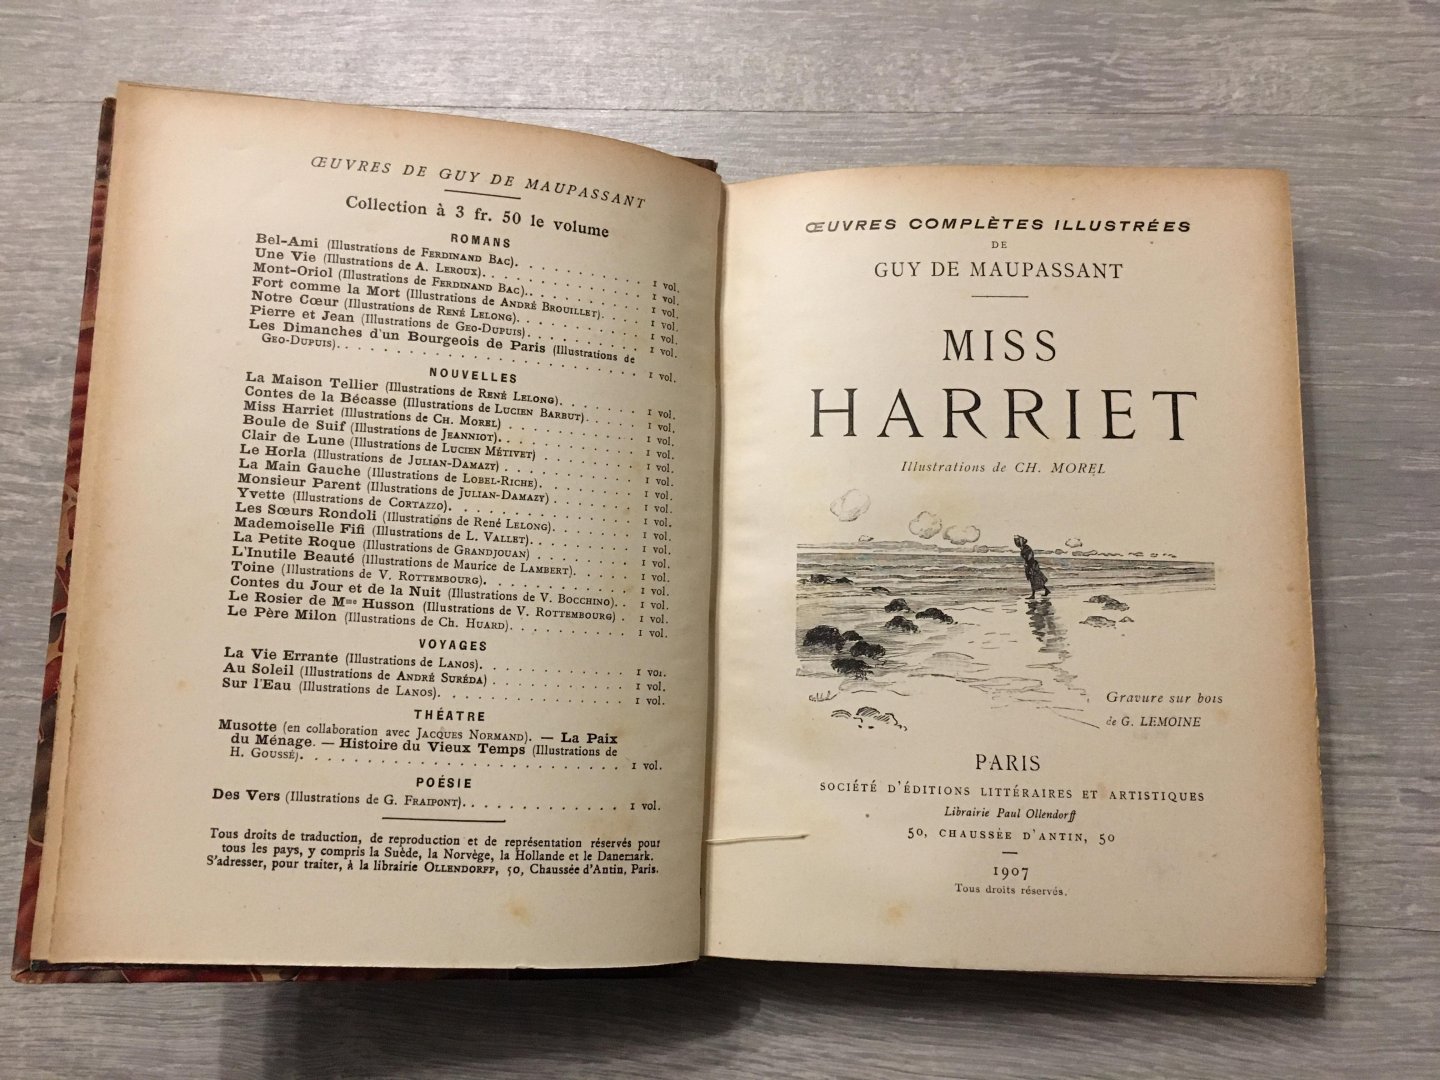 ŒUVRES DE GUY DE MAUPASSANT
Collection à 3 fr. 50 le volume
ROMANS
Bel-Ami (Illustrations de FERDINAND BAC). . . . . . . . . . . 1 vol.
Une Vie (Illustrations de A. LEROUX). . . . . . . . . . . . . 1 vol.
Mont-Oriol (Illustrations de FERDINAND BAC). . . . . . . . . . 1 vol.
Fort comme la Mort (Illustrations de ANDRÉ BROUILLET). . . . . 1 vol.
Notre Cœur (Illustrations de RENÉ LELONG). . . . . . . . . . . 1 vol.
Pierre et Jean (Illustrations de GEO-DUPUIS). . . . . . . . . . 1 vol.
Les Dimanches d'un Bourgeois de Paris (Illustrations de
GEO-DUPUIS). . . . . . . . . . . . . . . . . . . . 1 vol.
NOUVELLES
La Maison Tellier (Illustrations de RENÉ LELONG). . . . . . . 1 vol.
Contes de la Bécasse (Illustrations de LUCIEN BARBUT). . . . . 1 vol.
Miss Harriet (Illustrations de CH. MOREL) . . . . . . . . . . 1 vol.
Boule de Suif (Illustrations de JEANNIOT). . . . . . . . . . . 1 vol.
Clair de Lune (Illustrations de LUCIEN MÉTIVET) . . . . . . . 1 vol.
Le Horla (Illustrations de JULIAN-DAMAZY) . . . . . . . . . . 1 vol.
La Main Gauche (Illustrations de LOBEL-RICHE). . . . . . . . . 1 vol.
Monsieur Parent (Illustrations de JULIAN-DAMAZY) . . . . . . . 1 vol.
Yvette (Illustrations de CORTAZZO). . . . . . . . . . . . . . 1 vol.
Les Sœurs Rondoli (Illustrations de René LELONG). . . . . . . 1 vol.
Mademoiselle Fifi (Illustrations de L. VALLET). . . . . . . . 1 vol.
La Petite Roque (Illustrations de GRANDJOUAN) . . . . . . . . 1 vol.
L'Inutile Beauté (Illustrations de Maurice de LAMBERT). . . . . 1 vol.
Toine (Illustrations de V. ROTTEMBOURG). . . . . . . . . . . . 1 vol.
Contes du Jour et de la Nuit (Illustrations de V. BOCCHINO). . 1 vol.
Le Rosier de Mme Husson (Illustrations de V. ROTTEMBOURG) . 1 vol.
Le Père Milon (Illustrations de Ch. HUARD). . . . . . . . . . 1 vol.
VOYAGES
La Vie Errante (Illustrations de LANOS). . . . . . . . . . . . 1 vol.
Au Soleil (Illustrations de ANDRÉ SURÉDA) . . . . . . . . . . 1 vol.
Sur l'Eau (Illustrations de LANOS). . . . . . . . . . . . . . 1 vol.
THÉATRE
Musotte (en collaboration avec JACQUES NORMAND). — La Paix
du Ménage. — Histoire du Vieux Temps (Illustrations de
H. GOUSSÉ). . . . . . . . . . . . . . . . . . . . . . 1 vol.
POÉSIE
Des Vers (Illustrations de G. FRAIPONT). . . . . . . . . . . . 1 vol.
Tous droits de traduction, de reproduction et de représentation réservés pour
tous les pays, y compris la Suède, la Norvège, la Hollande et le Danemark.
S'adresser, pour traiter, à la librairie OLLENDORFF, 50, Chaussée d'Antin, Paris.
ŒUVRES COMPLÈTES ILLUSTRÉES
DE
GUY DE MAUPASSANT
MISS
HARRIET
Illustrations de CH. MOREL
Gravure sur bois
de G. LEMOINE
PARIS
SOCIÉTÉ D'ÉDITIONS LITTÉRAIRES ET ARTISTIQUES
Librairie Paul Ollendorff
50, CHAUSSÉE D'ANTIN, 50
1907
Tous droits réservés.